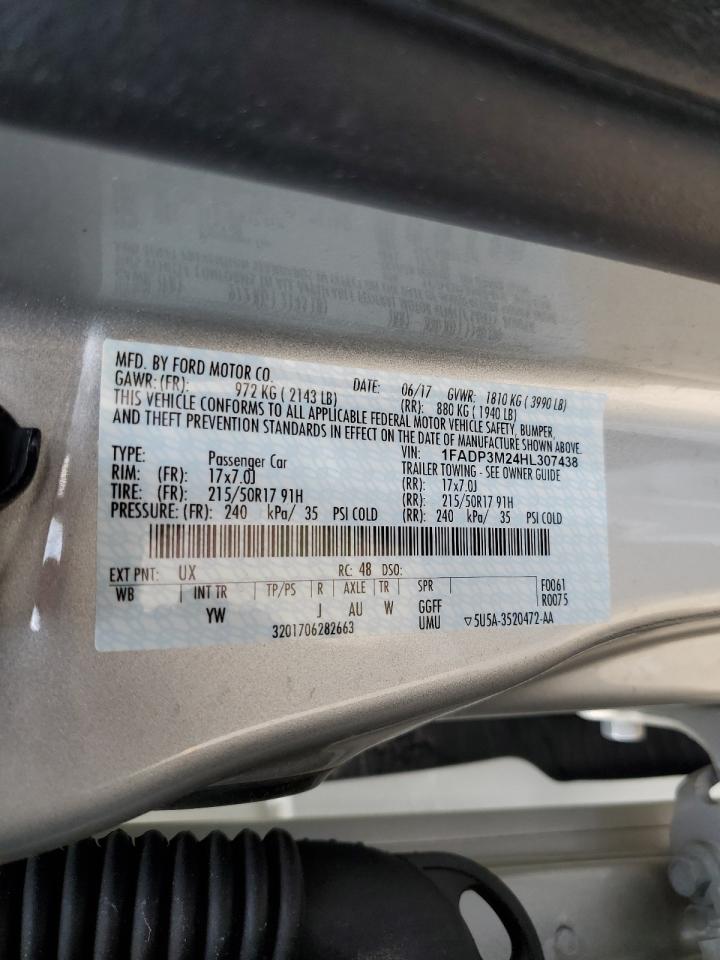 MFD. BY FORD MOTOR CO. DATE: 06/17 GVWR: 1810 KG ( 3990 LB)
GAWR: (FR): 972 KG ( 2143 LB) (RR): 880 KG ( 1940 LB)
THIS VEHICLE CONFORMS TO ALL APPLICABLE FEDERAL MOTOR VEHICLE SAFETY, BUMPER,
AND THEFT PREVENTION STANDARDS IN EFFECT ON THE DATE OF MANUFACTURE SHOWN ABOVE.
VIN: 1FADP3M24HL307438
TYPE: Passenger Car TRAILER TOWING - SEE OWNER GUIDE
RIM: (FR): 17x7.0J (RR): 17x7.0J
TIRE: (FR): 215/50R17 91H (RR): 215/50R17 91H
PRESSURE: (FR): 240 kPa/ 35 PSI COLD (RR): 240 kPa/ 35 PSI COLD
EXT PNT: UX RC: 48 DSO:
WB INT TR TP/PS R AXLE TR SPR F0061
R0075
YW J AU W GGFF
UMU
3201706282663 ▽5U5A-3520472-AA